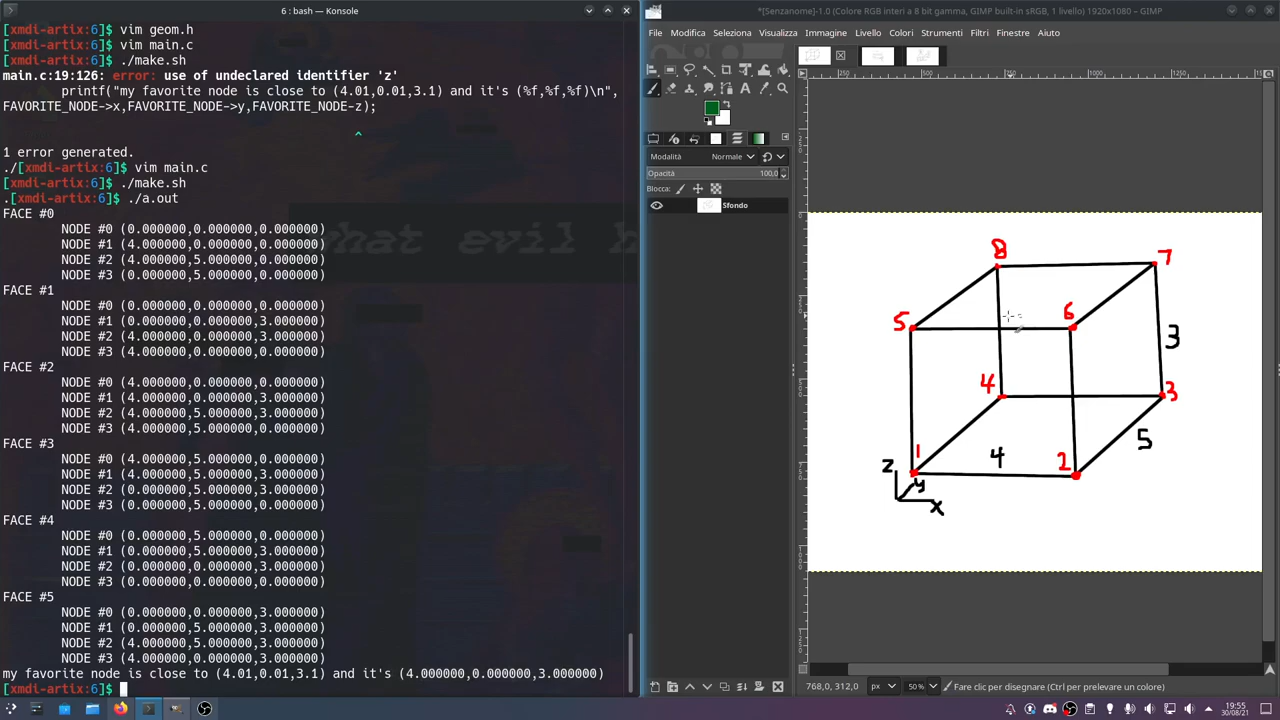 6 : bash — Konsole
[xmdi-artix:6]$ vim geom.h
[xmdi-artix:6]$ vim main.c
[xmdi-artix:6]$ ./make.sh
main.c:19:126: error: use of undeclared identifier 'z'
printf("my favorite node is close to (4.01,0.01,3.1) and it's (%f,%f,%f)\n",
FAVORITE_NODE->x,FAVORITE_NODE->y,FAVORITE_NODE-z);
^
1 error generated.
./[xmdi-artix:6]$ vim main.c
[xmdi-artix:6]$ ./make.sh
.[xmdi-artix:6]$ ./a.out
FACE #0
NODE #0 (0.000000,0.000000,0.000000)
NODE #1 (4.000000,0.000000,0.000000)
NODE #2 (4.000000,5.000000,0.000000)
NODE #3 (0.000000,5.000000,0.000000)
FACE #1
NODE #0 (0.000000,0.000000,0.000000)
NODE #1 (0.000000,0.000000,3.000000)
NODE #2 (4.000000,0.000000,3.000000)
NODE #3 (4.000000,0.000000,0.000000)
FACE #2
NODE #0 (4.000000,0.000000,0.000000)
NODE #1 (4.000000,0.000000,3.000000)
NODE #2 (4.000000,5.000000,3.000000)
NODE #3 (4.000000,5.000000,0.000000)
FACE #3
NODE #0 (4.000000,5.000000,0.000000)
NODE #1 (4.000000,5.000000,3.000000)
NODE #2 (0.000000,5.000000,3.000000)
NODE #3 (0.000000,5.000000,0.000000)
FACE #4
NODE #0 (0.000000,5.000000,0.000000)
NODE #1 (0.000000,5.000000,3.000000)
NODE #2 (0.000000,0.000000,3.000000)
NODE #3 (0.000000,0.000000,0.000000)
FACE #5
NODE #0 (0.000000,0.000000,3.000000)
NODE #1 (0.000000,5.000000,3.000000)
NODE #2 (4.000000,5.000000,3.000000)
NODE #3 (4.000000,0.000000,3.000000)
my favorite node is close to (4.01,0.01,3.1) and it's (4.000000,0.000000,3.000000)
[xmdi-artix:6]$
what evil h
*[Senzanome]-1.0 (Colore RGB interi a 8 bit gamma, GIMP built-in sRGB, 1 livello) 1920x1080 – GIMP
File Modifica Seleziona Visualizza Immagine Livello Colori Strumenti Filtri Finestre Aiuto
Modalità Normale
Opacità 100,0
Blocca:
Sfondo
250 500 750 1000 1250
8
7
5
6
3
4
3
5
1
4
2
z
y
x
768,0, 312,0 px 50 % Fare clic per disegnare (Ctrl per prelevare un colore)
19:55
30/08/21